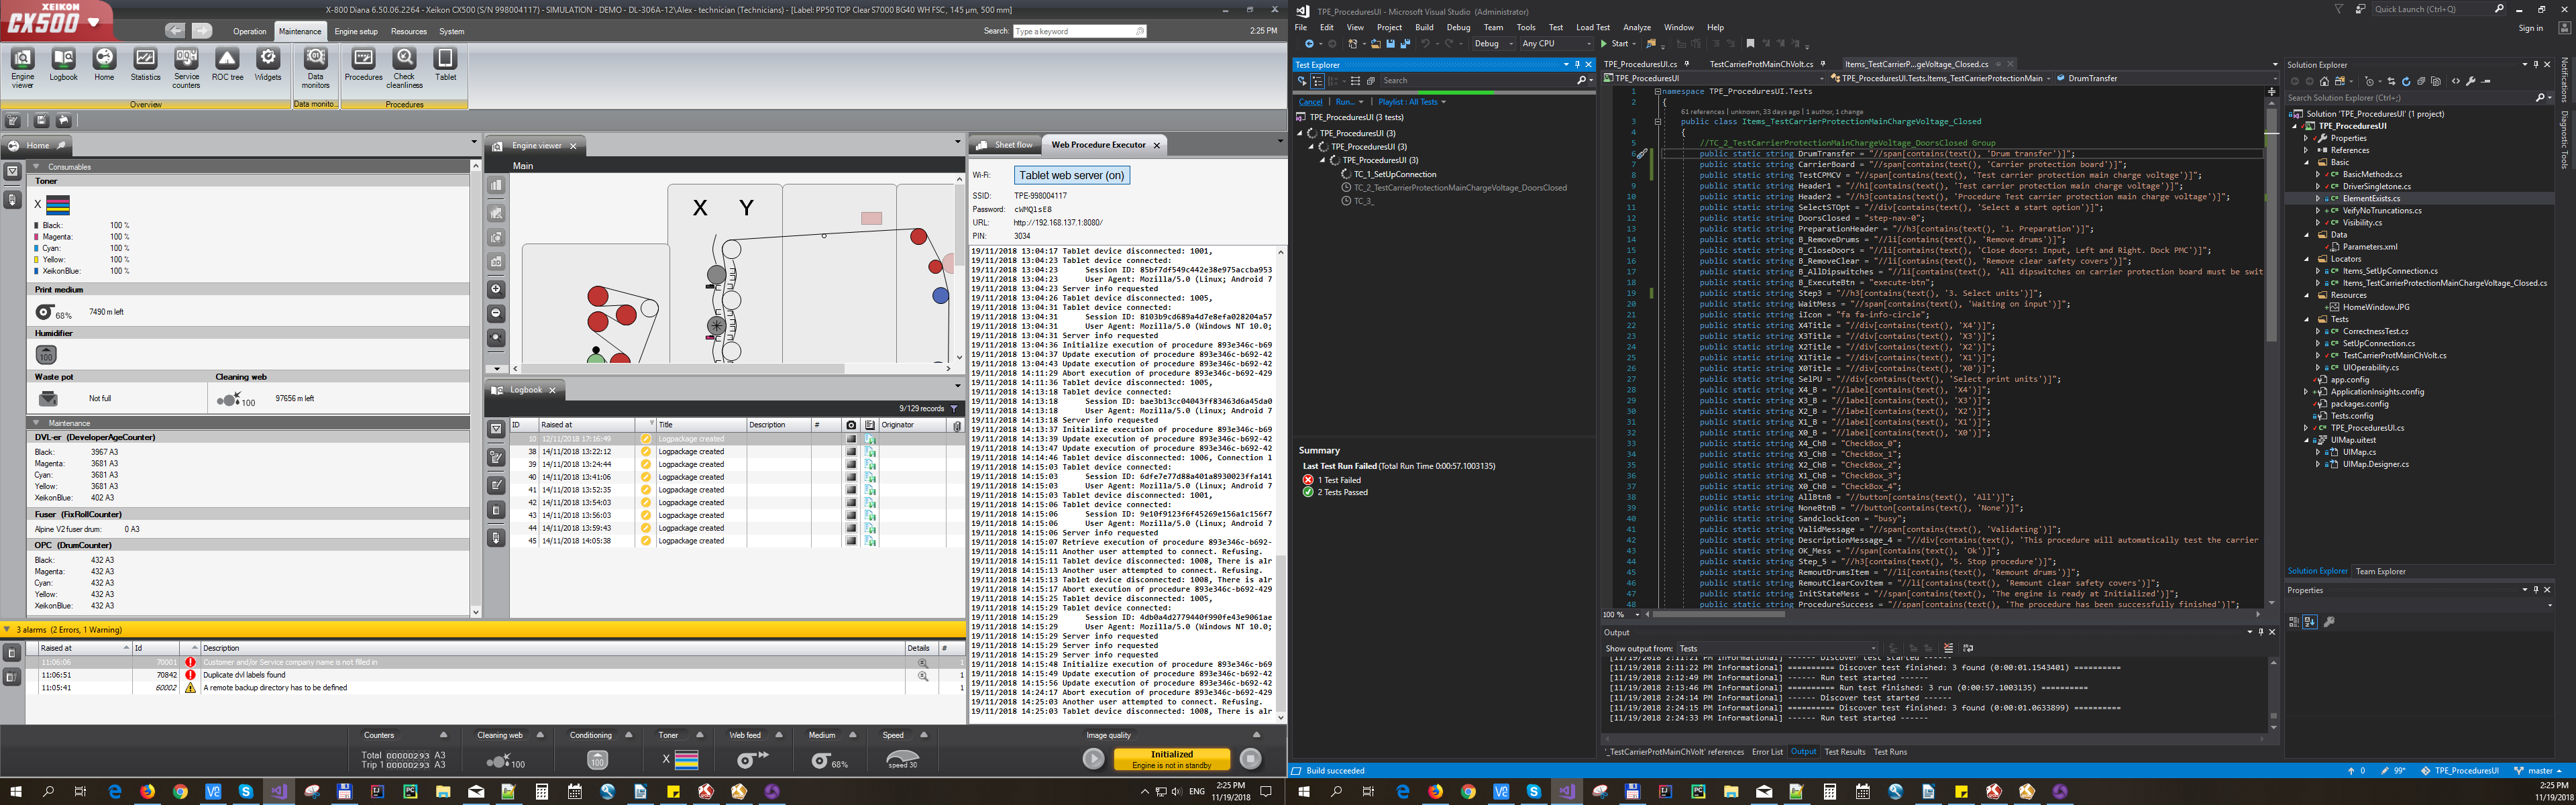 XEIKON
CX500
X-800 Diana 6.50.06.2264 - Xeikon CX500 (S/N 998004117) - SIMULATION - DEMO - DL-306A-12\Alex - technician (Technicians) - [Label: PP50 TOP Clear S7000 BG40 WH FSC, 145 µm, 500 mm]
Operation Maintenance Engine setup Resources System
Search: Type a keyword 2:25 PM
Engine viewer Logbook Home Statistics Service counters ROC tree Widgets Data monitors Procedures Check cleanliness Tablet
Overview Data monito... Procedures
Home
Consumables
Toner
X
Black: 100 %
Magenta: 100 %
Cyan: 100 %
Yellow: 100 %
XeikonBlue: 100 %
Print medium
68% 7490 m left
Humidifier
100
Waste pot Cleaning web
Not full 100 97656 m left
Maintenance
DVL-er (DeveloperAgeCounter)
Black: 3967 A3
Magenta: 3681 A3
Cyan: 3681 A3
Yellow: 3681 A3
XeikonBlue: 402 A3
Fuser (FixRollCounter)
Alpine V2 fuser drum: 0 A3
OPC (DrumCounter)
Black: 432 A3
Magenta: 432 A3
Cyan: 432 A3
Yellow: 432 A3
XeikonBlue: 432 A3
Engine viewer
Main
X Y
Logbook
9/129 records
ID Raised at Title Description # Originator
10 12/11/2018 17:16:49 Logpackage created
38 14/11/2018 13:22:12 Logpackage created
39 14/11/2018 13:24:44 Logpackage created
40 14/11/2018 13:41:06 Logpackage created
41 14/11/2018 13:52:35 Logpackage created
42 14/11/2018 13:54:03 Logpackage created
43 14/11/2018 13:56:03 Logpackage created
44 14/11/2018 13:59:43 Logpackage created
45 14/11/2018 14:05:38 Logpackage created
Sheet flow Web Procedure Executor
Wi-Fi: Tablet web server (on)
SSID: TPE-998004117
Password: cWMQ1sE8
URL: http://192.168.137.1:8080/
PIN: 3034
19/11/2018 13:04:17 Tablet device disconnected: 1001,
19/11/2018 13:04:23 Tablet device connected:
19/11/2018 13:04:23 Session ID: 85bf7df549c442e38e975accba953
19/11/2018 13:04:23 User Agent: Mozilla/5.0 (Linux; Android 7
19/11/2018 13:04:23 Server info requested
19/11/2018 13:04:26 Tablet device disconnected: 1005,
19/11/2018 13:04:31 Tablet device connected:
19/11/2018 13:04:31 Session ID: 8103b9cd689a4d7e8efa028204a57
19/11/2018 13:04:31 User Agent: Mozilla/5.0 (Windows NT 10.0;
19/11/2018 13:04:31 Server info requested
19/11/2018 13:04:36 Initialize execution of procedure 893e346c-b69
19/11/2018 13:04:37 Update execution of procedure 893e346c-b692-42
19/11/2018 13:04:43 Update execution of procedure 893e346c-b692-42
19/11/2018 14:11:29 Abort execution of procedure 893e346c-b692-429
19/11/2018 14:11:36 Tablet device disconnected: 1005,
19/11/2018 14:13:18 Tablet device connected:
19/11/2018 14:13:18 Session ID: bae3b13cc04043ff83463d6a45da0
19/11/2018 14:13:18 User Agent: Mozilla/5.0 (Linux; Android 7
19/11/2018 14:13:18 Server info requested
19/11/2018 14:13:37 Initialize execution of procedure 893e346c-b69
19/11/2018 14:13:39 Update execution of procedure 893e346c-b692-42
19/11/2018 14:13:47 Update execution of procedure 893e346c-b692-42
19/11/2018 14:14:46 Tablet device disconnected: 1006, Connection l
19/11/2018 14:15:03 Tablet device connected:
19/11/2018 14:15:03 Session ID: 6dfe7e77d88a401a8930023ffa141
19/11/2018 14:15:03 User Agent: Mozilla/5.0 (Linux; Android 7
19/11/2018 14:15:03 Tablet device disconnected: 1001,
19/11/2018 14:15:06 Tablet device connected:
19/11/2018 14:15:06 Session ID: 9e10f9123f6f45269e156a1c156f7
19/11/2018 14:15:06 User Agent: Mozilla/5.0 (Linux; Android 7
19/11/2018 14:15:06 Server info requested
19/11/2018 14:15:07 Retrieve execution of procedure 893e346c-b692-
19/11/2018 14:15:11 Another user attempted to connect. Refusing.
19/11/2018 14:15:11 Tablet device disconnected: 1008, There is alr
19/11/2018 14:15:13 Another user attempted to connect. Refusing.
19/11/2018 14:15:13 Tablet device disconnected: 1008, There is alr
19/11/2018 14:15:17 Abort execution of procedure 893e346c-b692-429
19/11/2018 14:15:25 Tablet device disconnected: 1005,
19/11/2018 14:15:29 Tablet device connected:
19/11/2018 14:15:29 Session ID: 4db0a4d2779440f990fe43e9061ae
19/11/2018 14:15:29 User Agent: Mozilla/5.0 (Windows NT 10.0;
19/11/2018 14:15:29 Server info requested
19/11/2018 14:15:29 Server info requested
19/11/2018 14:15:29 Server info requested
19/11/2018 14:15:48 Initialize execution of procedure 893e346c-b69
19/11/2018 14:15:49 Update execution of procedure 893e346c-b692-42
19/11/2018 14:15:56 Update execution of procedure 893e346c-b692-42
19/11/2018 14:24:17 Abort execution of procedure 893e346c-b692-429
19/11/2018 14:25:03 Another user attempted to connect. Refusing.
19/11/2018 14:25:03 Tablet device disconnected: 1008, There is alr
3 alarms (2 Errors, 1 Warning)
Raised at Id Description Details #
11:06:06 70001 Customer and/or Service company name is not filled in 1
11:06:51 70842 Duplicate dvl labels found 1
11:05:41 60002 A remote backup directory has to be defined 1
Counters Cleaning web Conditioning Toner Web feed Medium Speed Image quality
Total 00000293 A3
Trip 1 00000293 A3
100 100 X 68% speed 30
Initialized
Engine is not in standby
ENG 2:25 PM 11/19/2018
TPE_ProceduresUI - Microsoft Visual Studio (Administrator)
Quick Launch (Ctrl+Q)
File Edit View Project Build Debug Team Tools Test Load Test Analyze Window Help
Sign in
Debug Any CPU Start
Test Explorer
Search
Cancel Run... Playlist : All Tests
TPE_ProceduresUI (3 tests)
TPE_ProceduresUI (3)
TPE_ProceduresUI (3)
TPE_ProceduresUI (3)
TC_1_SetUpConnection
TC_2_TestCarrierProtectionMainChargeVoltage_DoorsClosed
TC_3_
Summary
Last Test Run Failed (Total Run Time 0:00:57.1003135)
1 Test Failed
2 Tests Passed
TPE_ProceduresUI.cs TestCarrierProtMainChVolt.cs Items_TestCarrierP...geVoltage_Closed.cs
TPE_ProceduresUI TPE_ProceduresUI.Tests.Items_TestCarrierProtectionMain DrumTransfer
1 namespace TPE_ProceduresUI.Tests
2 {
61 references | unknown, 33 days ago | 1 author, 1 change
3 public class Items_TestCarrierProtectionMainChargeVoltage_Closed
4 {
5 //TC_2_TestCarrierProtectionMainChargeVoltage_DoorsClosed Group
6 public static string DrumTransfer = "//span[contains(text(), 'Drum transfer')]";
7 public static string CarrierBoard = "//span[contains(text(), 'Carrier protection board')]";
8 public static string TestCPMCV = "//span[contains(text(), 'Test carrier protection main charge voltage')]";
9 public static string Header1 = "//h1[contains(text(), 'Test carrier protection main charge voltage')]";
10 public static string Header2 = "//h3[contains(text(), 'Procedure Test carrier protection main charge voltage')]";
11 public static string SelectSTOpt = "//div[contains(text(), 'Select a start option')]";
12 public static string DoorsClosed = "step-nav-0";
13 public static string PreparationHeader = "//h3[contains(text(), '1. Preparation')]";
14 public static string B_RemoveDrums = "//li[contains(text(), 'Remove drums')]";
15 public static string B_CloseDoors = "//li[contains(text(), 'Close doors: Input, Left and Right. Dock PMC')]";
16 public static string B_RemoveClear = "//li[contains(text(), 'Remove clear safety covers')]";
17 public static string B_AllDipswitches = "//li[contains(text(), 'All dipswitches on carrier protection board must be swit
18 public static string B_ExecuteBtn = "execute-btn";
19 public static string Step3 = "//h3[contains(text(), '3. Select units')]";
20 public static string WaitMess = "//span[contains(text(), 'Waiting on input')]";
21 public static string iIcon = "fa fa-info-circle";
22 public static string X4Title = "//div[contains(text(), 'X4')]";
23 public static string X3Title = "//div[contains(text(), 'X3')]";
24 public static string X2Title = "//div[contains(text(), 'X2')]";
25 public static string X1Title = "//div[contains(text(), 'X1')]";
26 public static string X0Title = "//div[contains(text(), 'X0')]";
27 public static string SelPU = "//div[contains(text(), 'Select print units')]";
28 public static string X4_B = "//label[contains(text(), 'X4')]";
29 public static string X3_B = "//label[contains(text(), 'X3')]";
30 public static string X2_B = "//label[contains(text(), 'X2')]";
31 public static string X1_B = "//label[contains(text(), 'X1')]";
32 public static string X0_B = "//label[contains(text(), 'X0')]";
33 public static string X4_ChB = "CheckBox_0";
34 public static string X3_ChB = "CheckBox_1";
35 public static string X2_ChB = "CheckBox_2";
36 public static string X1_ChB = "CheckBox_3";
37 public static string X0_ChB = "CheckBox_4";
38 public static string AllBtnB = "//button[contains(text(), 'All')]";
39 public static string NoneBtnB = "//button[contains(text(), 'None')]";
40 public static string SandclockIcon = "busy";
41 public static string ValidMessage = "//span[contains(text(), 'Validating')]";
42 public static string DescriptionMessage_4 = "//div[contains(text(), 'This procedure will automatically test the carrier
43 public static string OK_Mess = "//span[contains(text(), 'Ok')]";
44 public static string Step_5 = "//h3[contains(text(), '5. Stop procedure')]";
45 public static string RemoutDrumsItem = "//li[contains(text(), 'Remount drums')]";
46 public static string RemoutClearCovItem = "//li[contains(text(), 'Remount clear safety covers')]";
47 public static string InitStateMess = "//span[contains(text(), 'The engine is ready at Initialized')]";
48 public static string ProcedureSuccess = "//span[contains(text(), 'The procedure has been successfully finished')]";
100 %
Output
Show output from: Tests
[11/19/2018 2:11:21 PM Informational] ------ Discover test started ------
[11/19/2018 2:11:22 PM Informational] ========== Discover test finished: 3 found (0:00:01.1543401) ==========
[11/19/2018 2:12:49 PM Informational] ------ Run test started ------
[11/19/2018 2:13:46 PM Informational] ========== Run test finished: 3 run (0:00:57.1003135) ==========
[11/19/2018 2:24:14 PM Informational] ------ Discover test started ------
[11/19/2018 2:24:15 PM Informational] ========== Discover test finished: 3 found (0:00:01.0633899) ==========
[11/19/2018 2:24:33 PM Informational] ------ Run test started ------
'_TestCarrierProtMainChVolt' references Error List Output Test Results Test Runs
Solution Explorer
Search Solution Explorer (Ctrl+;)
Solution 'TPE_ProceduresUI' (1 project)
TPE_ProceduresUI
Properties
References
Basic
BasicMethods.cs
DriverSingletone.cs
ElementExists.cs
VeifyNoTruncations.cs
Visibility.cs
Data
Parameters.xml
Locators
Items_SetUpConnection.cs
Items_TestCarrierProtectionMainChargeVoltage_Closed.cs
Resources
HomeWindow.JPG
Tests
CorrectnessTest.cs
SetUpConnection.cs
TestCarrierProtMainChVolt.cs
UIOperability.cs
app.config
ApplicationInsights.config
packages.config
Tests.config
TPE_ProceduresUI.cs
UIMap.uitest
UIMap.cs
UIMap.Designer.cs
Solution Explorer Team Explorer
Properties
Notifications
Diagnostic Tools
Build succeeded 0 99* TPE_ProceduresUI master
2:25 PM
11/19/2018